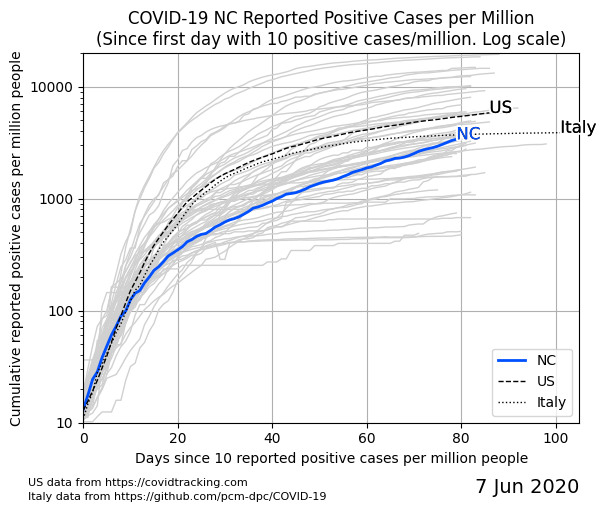 COVID-19 NC Reported Positive Cases per Million
(Since first day with 10 positive cases/million. Log scale)
Cumulative reported positive cases per million people
10000
1000
100
10
US
Italy
NC
NC
US
Italy
0 20 40 60 80 100
Days since 10 reported positive cases per million people
US data from https://covidtracking.com
Italy data from https://github.com/pcm-dpc/COVID-19
7 Jun 2020